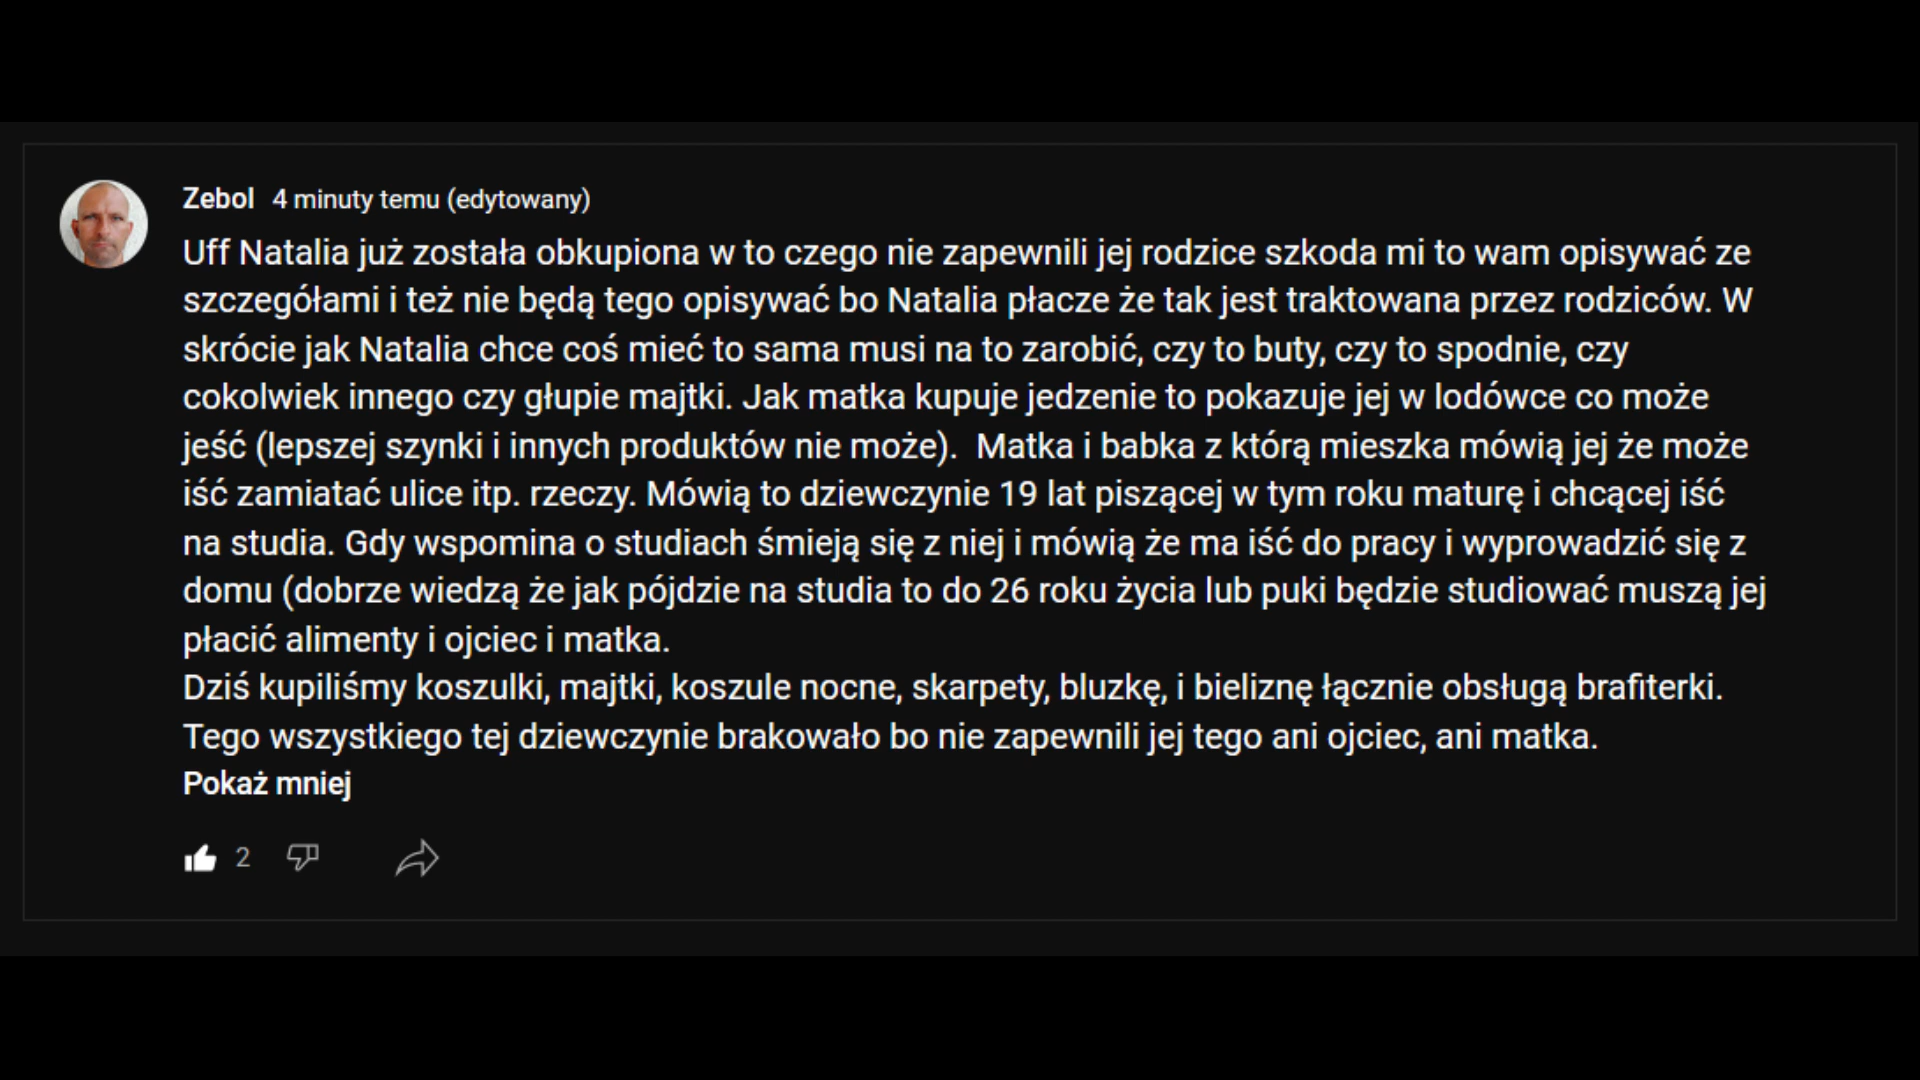 Zebol 4 minuty temu (edytowany)
Uff Natalia już została obkupiona w to czego nie zapewnili jej rodzice szkoda mi to wam opisywać ze
szczegółami i też nie będą tego opisywać bo Natalia płacze że tak jest traktowana przez rodziców. W
skrócie jak Natalia chce coś mieć to sama musi na to zarobić, czy to buty, czy to spodnie, czy
cokolwiek innego czy głupie majtki. Jak matka kupuje jedzenie to pokazuje jej w lodówce co może
jeść (lepszej szynki i innych produktów nie może).  Matka i babka z którą mieszka mówią jej że może
iść zamiatać ulice itp. rzeczy. Mówią to dziewczynie 19 lat piszącej w tym roku maturę i chcącej iść
na studia. Gdy wspomina o studiach śmieją się z niej i mówią że ma iść do pracy i wyprowadzić się z
domu (dobrze wiedzą że jak pójdzie na studia to do 26 roku życia lub puki będzie studiować muszą jej
płacić alimenty i ojciec i matka.
Dziś kupiliśmy koszulki, majtki, koszule nocne, skarpety, bluzkę, i bieliznę łącznie obsługą brafiterki.
Tego wszystkiego tej dziewczynie brakowało bo nie zapewnili jej tego ani ojciec, ani matka.
Pokaż mniej
2